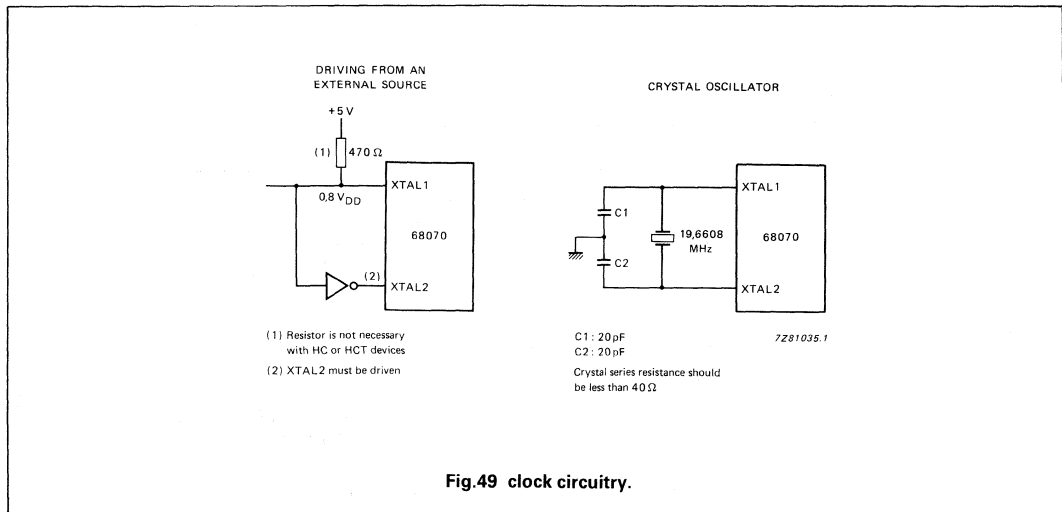 DRIVING FROM AN
EXTERNAL SOURCE
+5 V
(1) 470 Ω
XTAL1
0,8 VDD
68070
(2)
XTAL2
(1) Resistor is not necessary
with HC or HCT devices
(2) XTAL2 must be driven
CRYSTAL OSCILLATOR
XTAL1
C1
19,6608
MHz
68070
C2
XTAL2
C1 : 20 pF
C2 : 20 pF
Crystal series resistance should
be less than 40 Ω
7Z81035.1
Fig.49 clock circuitry.